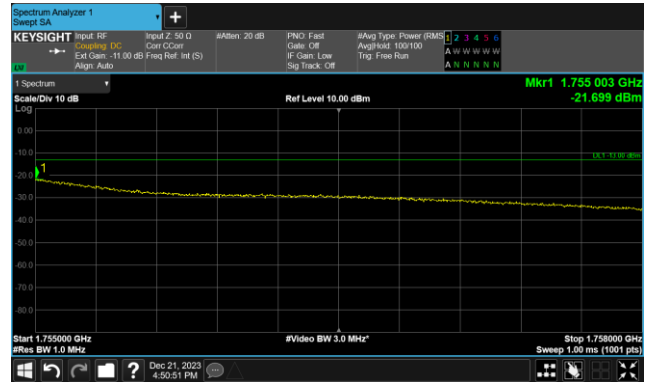 Spectrum Analyzer 1
Swept SA
+
KEYSIGHT
Input: RF
Coupling: DC
Ext Gain: -11.00 dB
Align: Auto
Input Z: 50 Ω
Corr CCorr
Freq Ref: Int (S)
#Atten: 20 dB
PNO: Fast
Gate: Off
IF Gain: Low
Sig Track: Off
#Avg Type: Power (RMS
Avg|Hold: 100/100
Trig: Free Run
1 2 3 4 5 6
A W W W W W
A N N N N N
1 Spectrum
Scale/Div 10 dB
Ref Level 10.00 dBm
Mkr1 1.755 003 GHz
-21.699 dBm
Log
0.00
-10.0
DL1 -13.00 dBm
1
-20.0
-30.0
-40.0
-50.0
-60.0
-70.0
-80.0
Start 1.755000 GHz
#Video BW 3.0 MHz*
Stop 1.758000 GHz
#Res BW 1.0 MHz
Sweep 1.00 ms (1001 pts)
?
Dec 21, 2023
4:50:51 PM